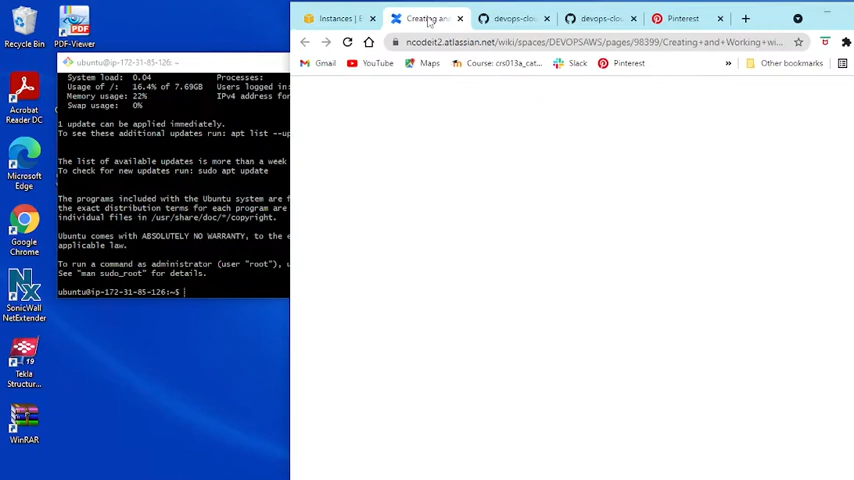 Recycle Bin
PDF-Viewer
Acrobat
Reader DC
Microsoft
Edge
Google
Chrome
SonicWall
NetExtender
Tekla
Structur...
19
WinRAR
ubuntu@ip-172-31-85-126: ~
System load: 0.04 Processes:
Usage of /: 16.4% of 7.69GB Users logged in:
Memory usage: 22% IPv4 address for
Swap usage: 0%
1 update can be applied immediately.
To see these additional updates run: apt list --up
The list of available updates is more than a week
To check for new updates run: sudo apt update
The programs included with the Ubuntu system are f
the exact distribution terms for each program are
individual files in /usr/share/doc/*/copyright.
Ubuntu comes with ABSOLUTELY NO WARRANTY, to the e
applicable law.
To run a command as administrator (user "root"), u
See "man sudo_root" for details.
ubuntu@ip-172-31-85-126:~$
Instances | E
Creating an
devops-clou
devops-clou
Pinterest
ncodeit2.atlassian.net/wiki/spaces/DEVOPSAWS/pages/98399/Creating+and+Working+wi...
Gmail YouTube Maps Course: crs013a_cat... Slack Pinterest » Other bookmarks